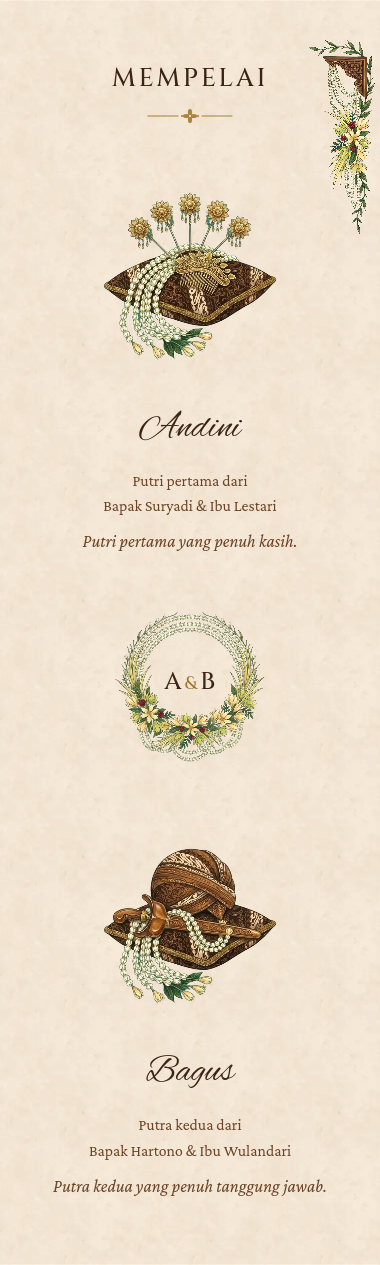 MEMPELAI
Andini
Putri pertama dari
Bapak Suryadi & Ibu Lestari
Putri pertama yang penuh kasih.
A&B
Bagus
Putra kedua dari
Bapak Hartono & Ibu Wulandari
Putra kedua yang penuh tanggung jawab.